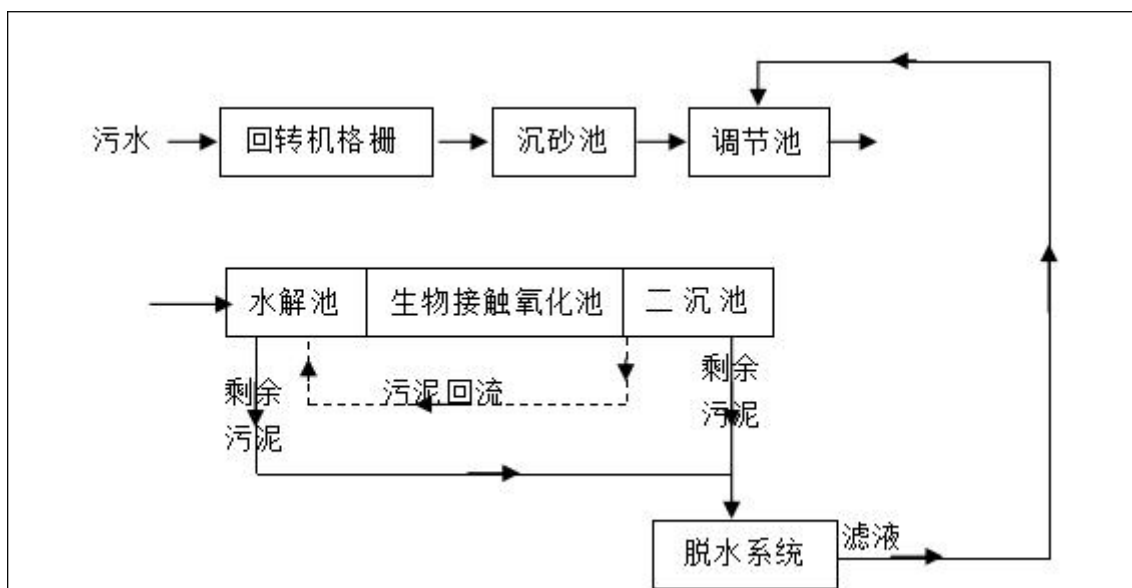 污水
回转机格栅
沉砂池
调节池
水解池
生物接触氧化池
二沉池
剩余
污泥
污泥回流
剩余
污泥
脱水系统
滤液